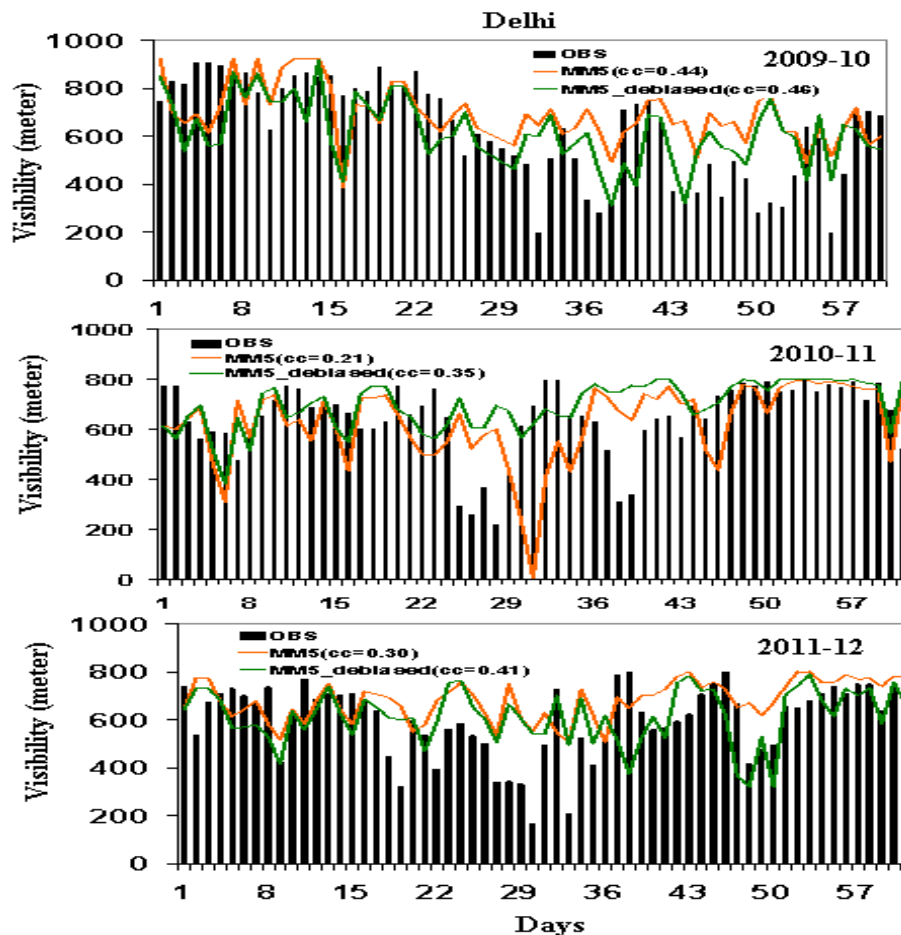 Delhi
1000
800
600
400
200
0
Visibility (meter)
OBS
MM5(cc=0.44)
MM5_debiased(cc=0.46)
2009-10
1 8 15 22 29 36 43 50 57
1000
800
600
400
200
0
Visibility (meter)
OBS
MM5(cc=0.21)
MM5_debiased(cc=0.35)
2010-11
1 8 15 22 29 36 43 50 57
1000
800
600
400
200
0
Visibility (meter)
OBS
MM5(cc=0.30)
MM5_debiased(cc=0.41)
2011-12
1 8 15 22 29 36 43 50 57
Days